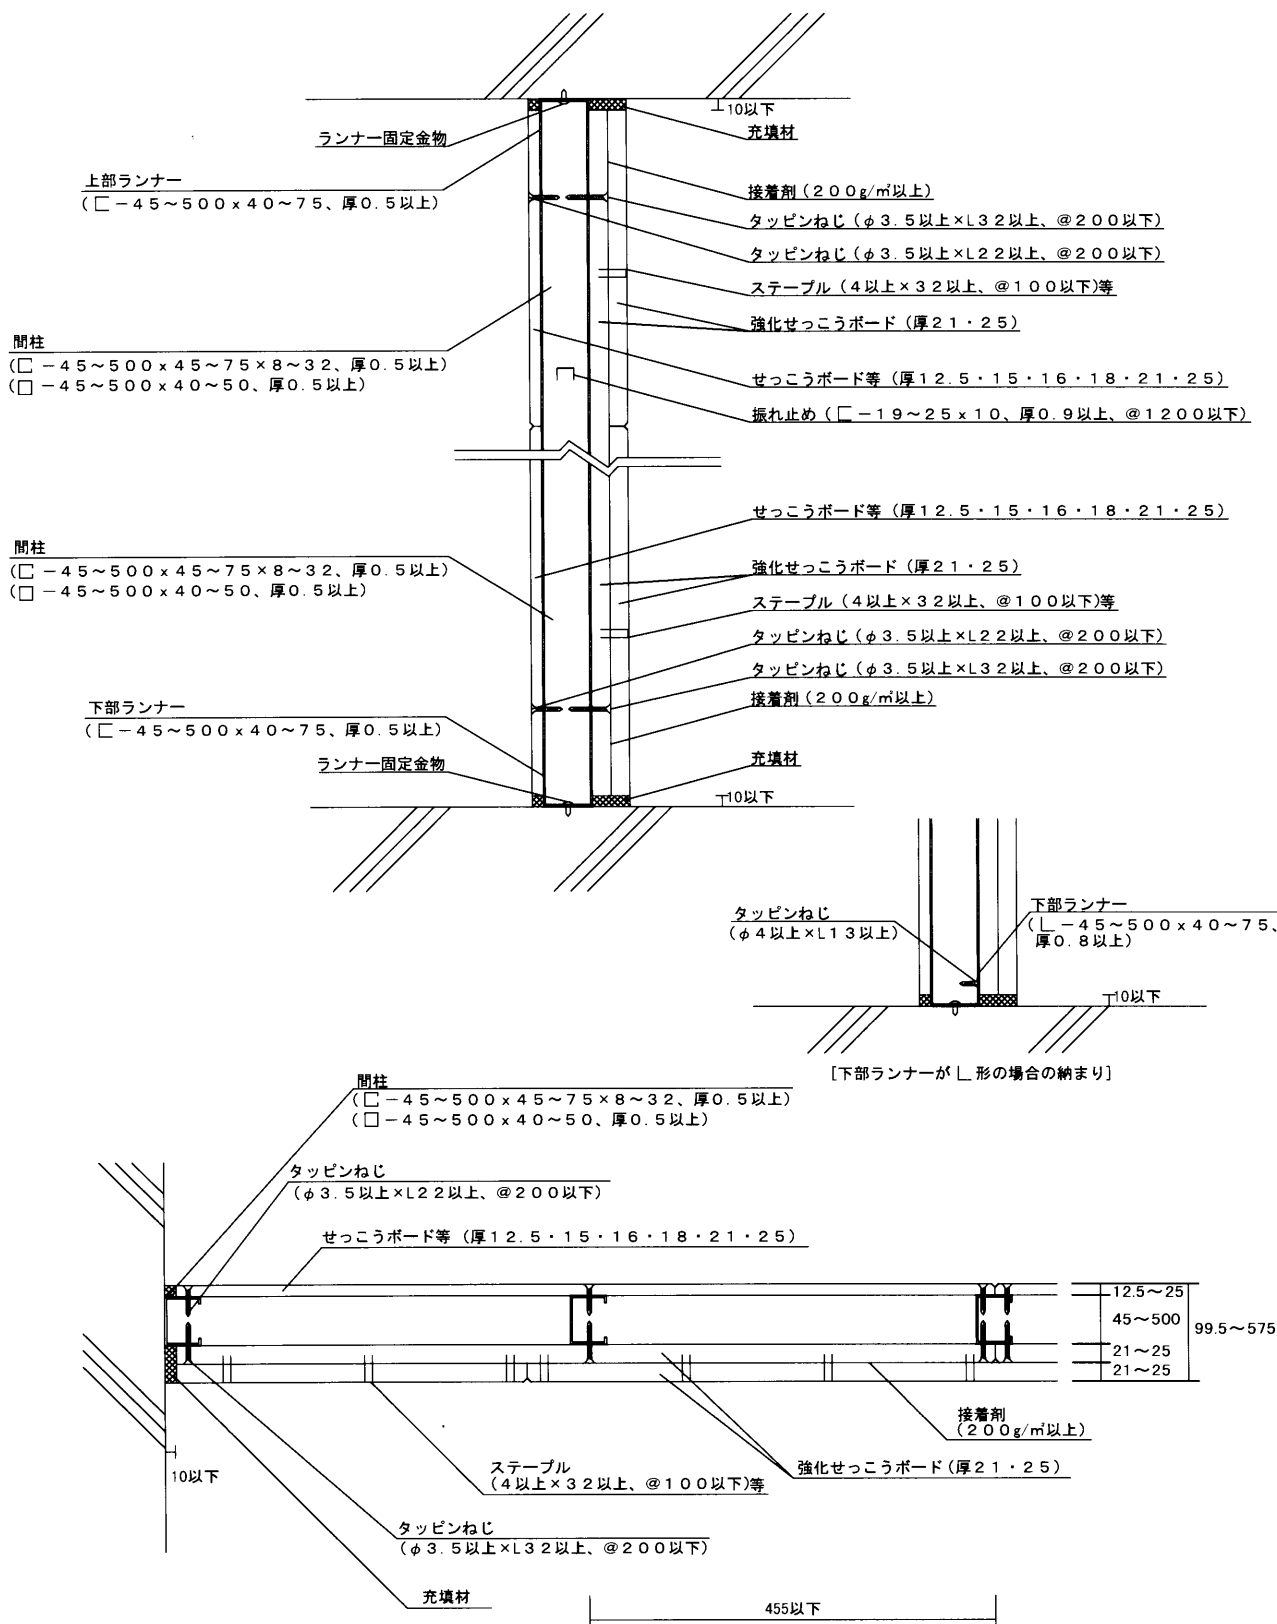 10以下
ランナー固定金物
充填材
上部ランナー
(⊏−45~500x40~75、厚0.5以上)
接着剤(200g/㎡以上)
タッピンねじ(φ3.5以上×L32以上、@200以下)
タッピンねじ(φ3.5以上×L22以上、@200以下)
ステープル(4以上×32以上、@100以下)等
強化せっこうボード(厚21・25)
間柱
(⊏−45~500x45~75×8~32、厚0.5以上)
(□−45~500x40~50、厚0.5以上)
せっこうボード等(厚12.5・15・16・18・21・25)
振れ止め(⊏−19~25x10、厚0.9以上、@1200以下)
せっこうボード等(厚12.5・15・16・18・21・25)
間柱
(⊏−45~500x45~75×8~32、厚0.5以上)
(□−45~500x40~50、厚0.5以上)
強化せっこうボード(厚21・25)
ステープル(4以上×32以上、@100以下)等
タッピンねじ(φ3.5以上×L22以上、@200以下)
タッピンねじ(φ3.5以上×L32以上、@200以下)
接着剤(200g/㎡以上)
下部ランナー
(⊏−45~500x40~75、厚0.5以上)
ランナー固定金物
充填材
10以下
タッピンねじ
(φ4以上×L13以上)
下部ランナー
(∟−45~500x40~75、
厚0.8以上)
10以下
[下部ランナーが∟形の場合の納まり]
間柱
(⊏−45~500x45~75×8~32、厚0.5以上)
(□−45~500x40~50、厚0.5以上)
タッピンねじ
(φ3.5以上×L22以上、@200以下)
せっこうボード等(厚12.5・15・16・18・21・25)
12.5~25
45~500
99.5~575
21~25
21~25
接着剤
(200g/㎡以上)
10以下
ステープル
(4以上×32以上、@100以下)等
強化せっこうボード(厚21・25)
タッピンねじ
(φ3.5以上×L32以上、@200以下)
充填材
455以下